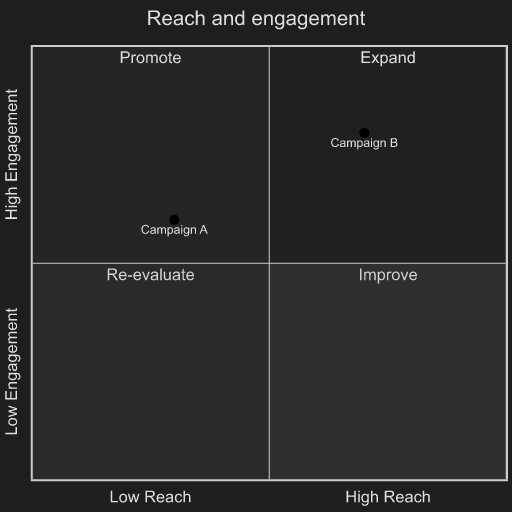 Reach and engagement
Promote
Expand
Campaign B
Campaign A
High Engagement
Re-evaluate
Improve
Low Engagement
Low Reach
High Reach